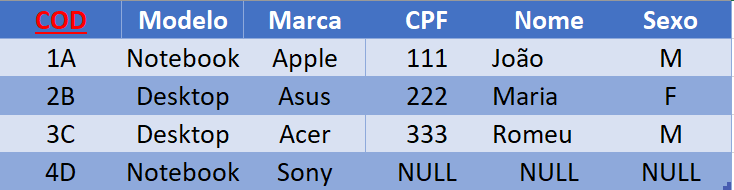 COD Modelo Marca CPF Nome Sexo
1A Notebook Apple 111 João M
2B Desktop Asus 222 Maria F
3C Desktop Acer 333 Romeu M
4D Notebook Sony NULL NULL NULL